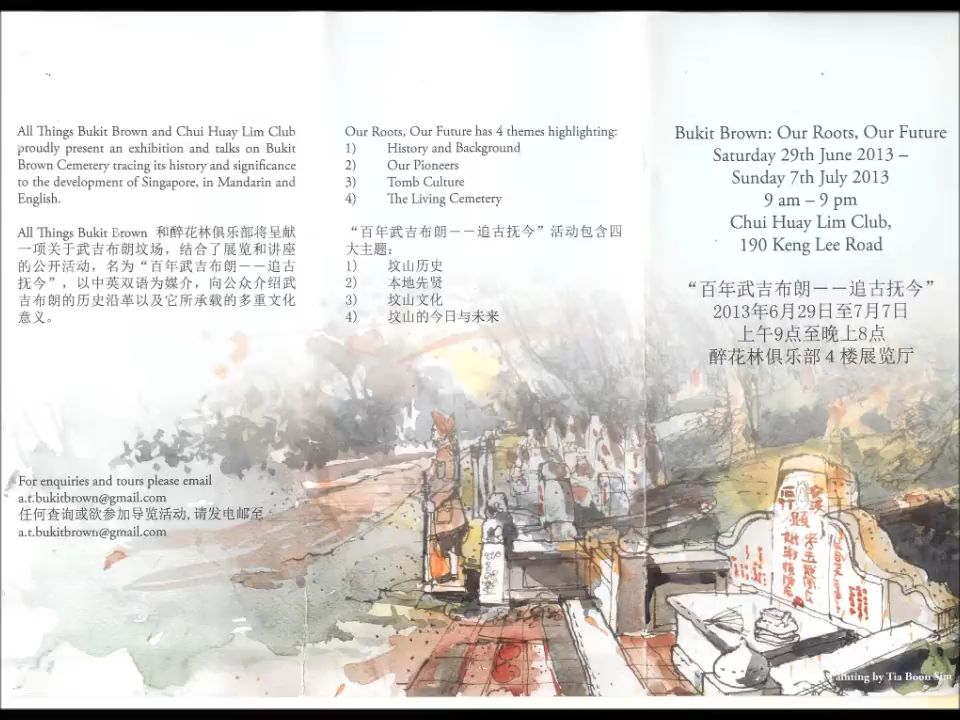 All Things Bukit Brown and Chui Huay Lim Club
proudly present an exhibition and talks on Bukit
Brown Cemetery tracing its history and significance
to the development of Singapore, in Mandarin and
English.
All Things Bukit Brown 和醉花林俱乐部将呈献
一项关于武吉布朗坟场，结合了展览和讲座
的公开活动，名为“百年武吉布朗——追古
抚今”，以中英双语为媒介，向公众介绍武
吉布朗的历史沿革以及它所承载的多重文化
意义。
For enquiries and tours please email
a.t.bukitbrown@gmail.com
任何查询或欲参加导览活动,请发电邮至
a.t.bukitbrown@gmail.com
Our Roots, Our Future has 4 themes highlighting:
1) History and Background
2) Our Pioneers
3) Tomb Culture
4) The Living Cemetery
“百年武吉布朗——追古抚今”活动包含四
大主题：
1) 坟山历史
2) 本地先贤
3) 坟山文化
4) 坟山的今日与未来
Bukit Brown: Our Roots, Our Future
Saturday 29th June 2013 –
Sunday 7th July 2013
9 am – 9 pm
Chui Huay Lim Club,
190 Keng Lee Road
“百年武吉布朗——追古抚今”
2013年6月29日至7月7日
上午9点至晚上8点
醉花林俱乐部4楼展览厅
Painting by Tia Boon Sim